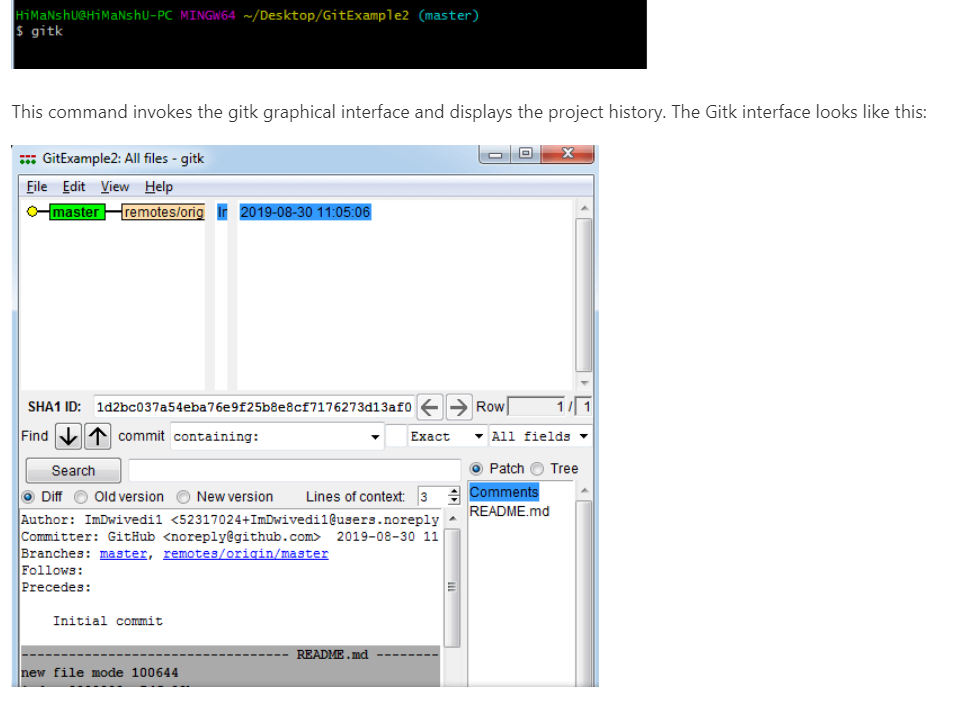 HiMaNshU@HiMaNshU-PC MINGW64 ~/Desktop/GitExample2 (master)
$ gitk
This command invokes the gitk graphical interface and displays the project history. The Gitk interface looks like this:
GitExample2: All files - gitk
File Edit View Help
master remotes/orig Ir 2019-08-30 11:05:06
SHA1 ID: 1d2bc037a54eba76e9f25b8e8cf7176273d13af0 Row 1 / 1
Find commit containing: Exact All fields
Search Patch Tree
Diff Old version New version Lines of context: 3 Comments
README.md
Author: ImDwivedi1 <52317024+ImDwivedi1@users.noreply
Committer: GitHub <noreply@github.com> 2019-08-30 11
Branches: master, remotes/origin/master
Follows:
Precedes:
Initial commit
---------------------------------- README.md --------
new file mode 100644